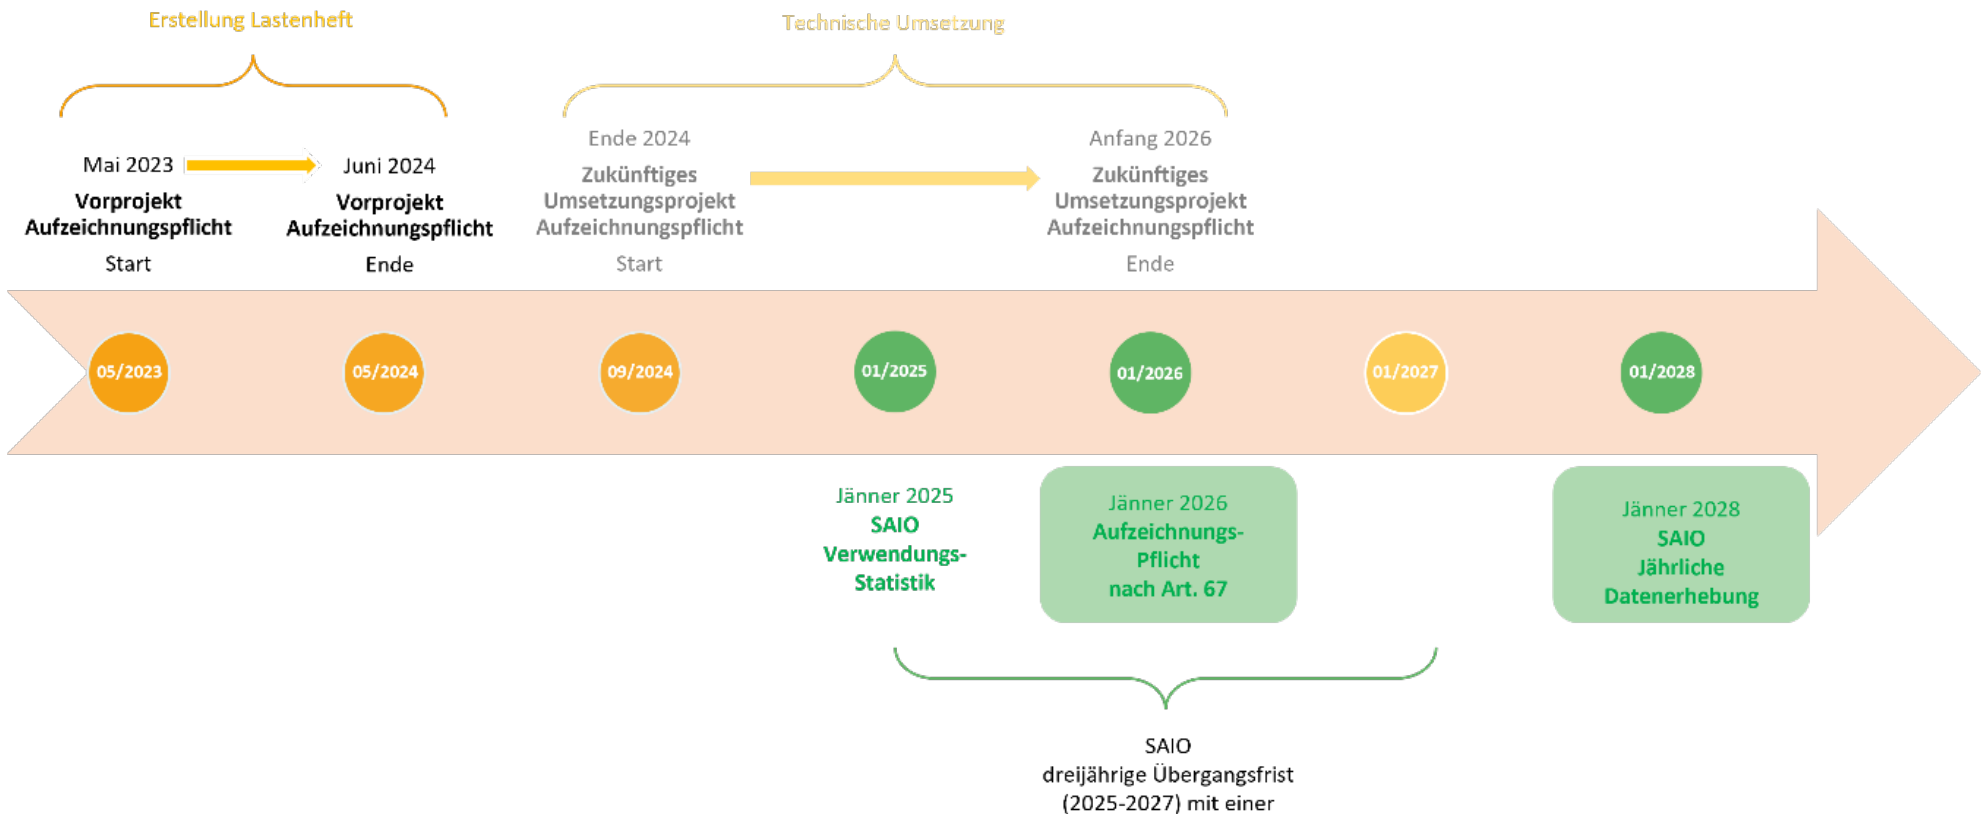 Erstellung Lastenheft
Technische Umsetzung
Mai 2023
Vorprojekt
Aufzeichnungspflicht
Start
Juni 2024
Vorprojekt
Aufzeichnungspflicht
Ende
Ende 2024
Zukünftiges
Umsetzungsprojekt
Aufzeichnungspflicht
Start
Anfang 2026
Zukünftiges
Umsetzungsprojekt
Aufzeichnungspflicht
Ende
05/2023
05/2024
09/2024
01/2025
01/2026
01/2027
01/2028
Jänner 2025
SAIO
Verwendungs-
Statistik
Jänner 2026
Aufzeichnungs-
Pflicht
nach Art. 67
Jänner 2028
SAIO
Jährliche
Datenerhebung
SAIO
dreijährige Übergangsfrist
(2025-2027) mit einer